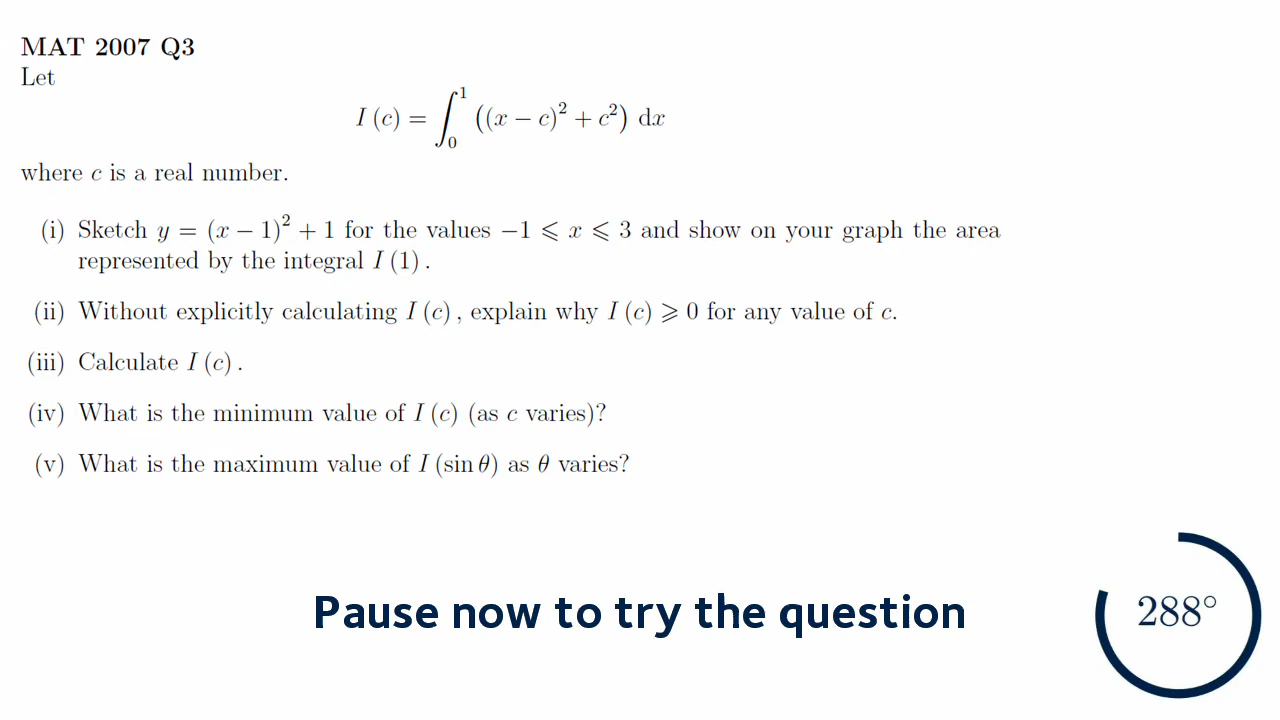 MAT 2007 Q3
Let
I (c) = ∫₀¹ ((x − c)² + c²) dx
where c is a real number.
(i) Sketch y = (x − 1)² + 1 for the values −1 ⩽ x ⩽ 3 and show on your graph the area
represented by the integral I (1) .
(ii) Without explicitly calculating I (c) , explain why I (c) ⩾ 0 for any value of c.
(iii) Calculate I (c) .
(iv) What is the minimum value of I (c) (as c varies)?
(v) What is the maximum value of I (sin θ) as θ varies?
Pause now to try the question
288°